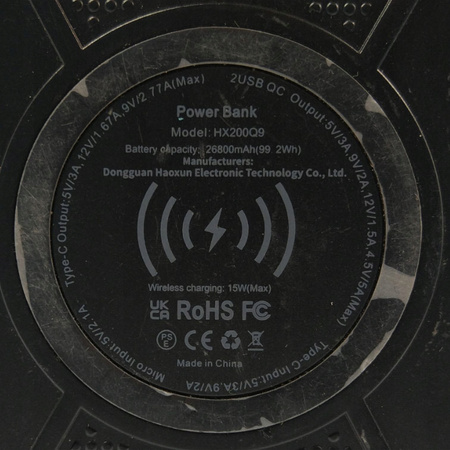 Power Bank
Model: HX200Q9
Battery capacity: 26800mAh(99.2Wh)
Manufacturers:
Dongguan Haoxun Electronic Technology Co., Ltd.
Wireless charging: 15W(Max)
UK CA RoHS FC
PS E CE
Made in China
Type-C Output:5V/3A,12V/1.67A,9V/2.77A(Max)
2USB QC Output:5V/3A,9V/2A,12V/1.5A,4.5V/5A(Max)
Type-C Input:5V/3A,9V/2A
Micro Input:5V/2.1A